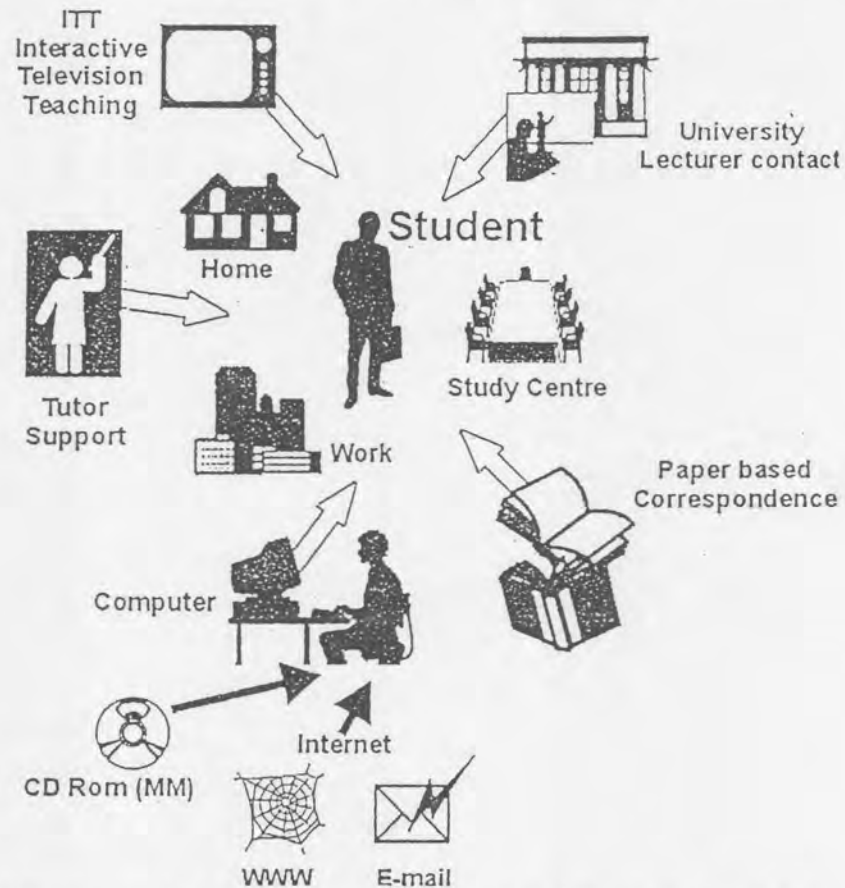 ITT
Interactive
Television
Teaching
University
Lecturer contact
Student
Home
Study Centre
Tutor
Support
Work
Paper based
Correspondence
Computer
Internet
CD Rom (MM)
WWW
E-mail